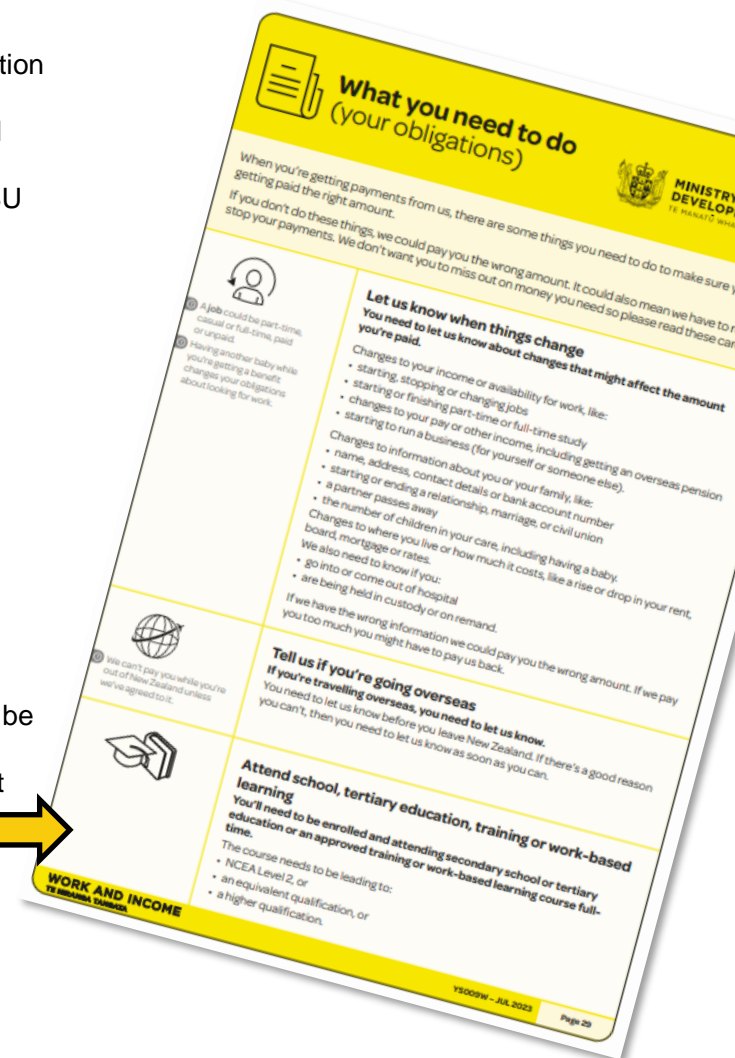 tion
U
be
t
What you need to do
(your obligations)
MINISTRY
DEVELOP
TE MANATŪ WHA
When you're getting payments from us, there are some things you need to do to make sure y
getting paid the right amount.
If you don't do these things, we could pay you the wrong amount. It could also mean we have to r
stop your payments. We don't want you to miss out on money you need so please read these car
A job could be part-time,
casual or full-time, paid
or unpaid.
Having another baby while
you're getting a benefit
changes your obligations
about looking for work.
Let us know when things change
You need to let us know about changes that might affect the amount
you're paid.
Changes to your income or availability for work, like:
• starting, stopping or changing jobs
• starting or finishing part-time or full-time study
• changes to your pay or other income, including getting an overseas pension
• starting to run a business (for yourself or someone else).
Changes to information about you or your family, like:
• name, address, contact details or bank account number
• starting or ending a relationship, marriage, or civil union
• a partner passes away
• the number of children in your care, including having a baby.
Changes to where you live or how much it costs, like a rise or drop in your rent,
board, mortgage or rates.
We also need to know if you:
• go into or come out of hospital
• are being held in custody or on remand.
If we have the wrong information we could pay you the wrong amount. If we pay
you too much you might have to pay us back.
We can't pay you while you're
out of New Zealand unless
we've agreed to it.
Tell us if you're going overseas
If you're travelling overseas, you need to let us know.
You need to let us know before you leave New Zealand. If there's a good reason
you can't, then you need to let us know as soon as you can.
Attend school, tertiary education, training or work-based
learning
You'll need to be enrolled and attending secondary school or tertiary
education or an approved training or work-based learning course full-
time.
The course needs to be leading to:
• NCEA Level 2, or
• an equivalent qualification, or
• a higher qualification.
WORK AND INCOME
TE HIRANGA TANGATA
YS009W – JUL 2023
Page 29